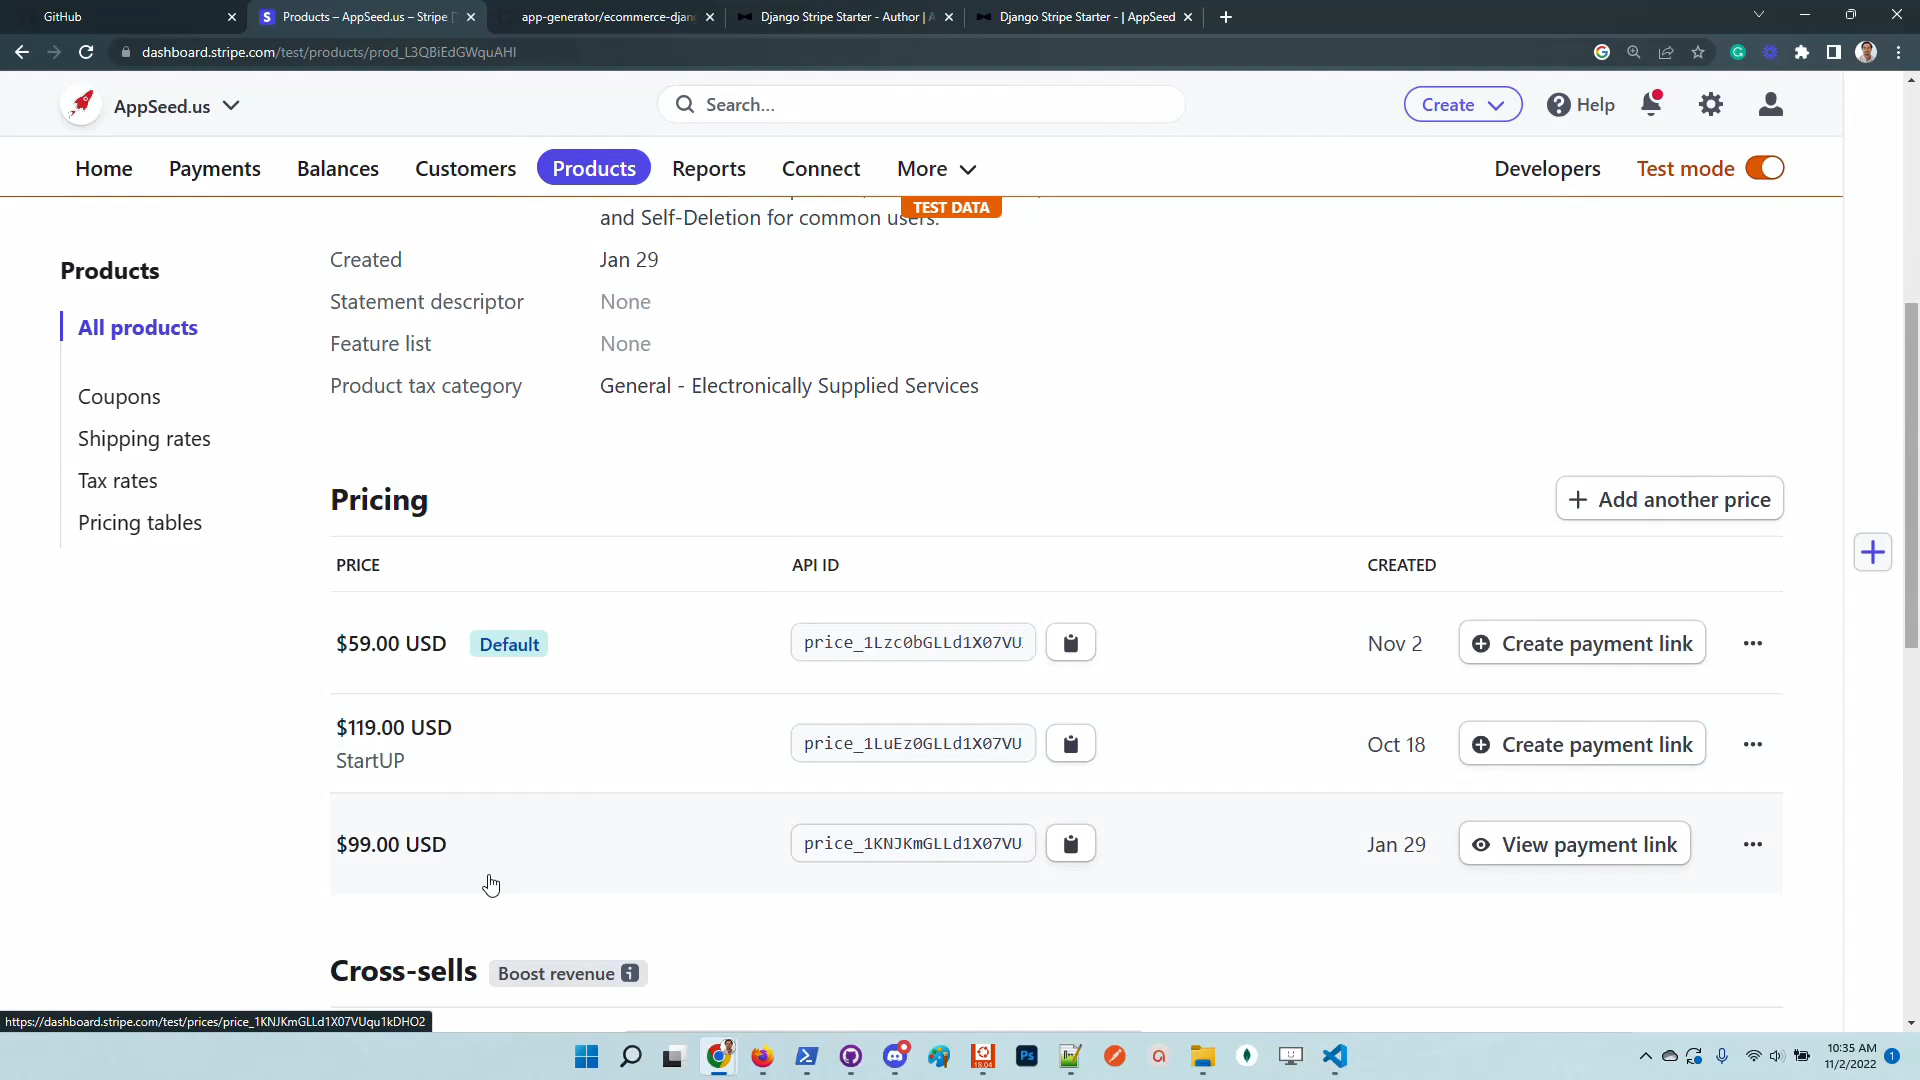 GitHub
Products – AppSeed.us – Stripe [
app-generator/ecommerce-djan
Django Stripe Starter - Author | A
Django Stripe Starter - | AppSeed
dashboard.stripe.com/test/products/prod_L3QBiEdGWquAHI
AppSeed.us
Search...
Create
Help
Home
Payments
Balances
Customers
Products
Reports
Connect
More
Developers
Test mode
TEST DATA
and Self-Deletion for common users.
Products
All products
Coupons
Shipping rates
Tax rates
Pricing tables
Created
Jan 29
Statement descriptor
None
Feature list
None
Product tax category
General - Electronically Supplied Services
Pricing
Add another price
PRICE
API ID
CREATED
$59.00 USD
Default
price_1Lzc0bGLLd1X07VU
Nov 2
Create payment link
$119.00 USD
StartUP
price_1LuEz0GLLd1X07VU
Oct 18
Create payment link
$99.00 USD
price_1KNJKmGLLd1X07VU
Jan 29
View payment link
Cross-sells
Boost revenue
https://dashboard.stripe.com/test/prices/price_1KNJKmGLLd1X07VUqu1kDHO2
18.04
Ps
10:35 AM
11/2/2022
1